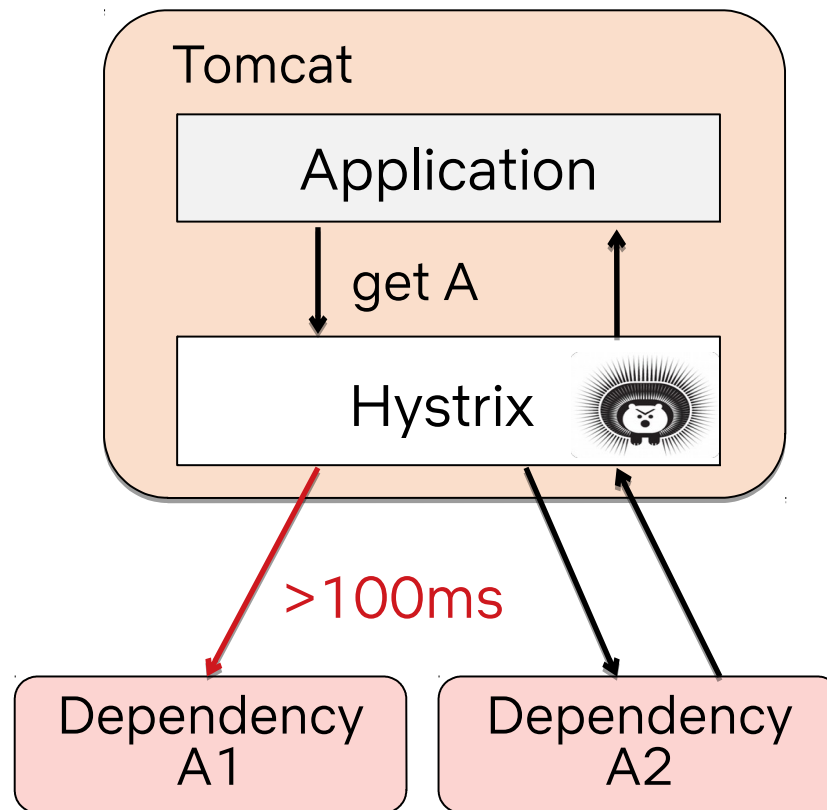 Tomcat
Application
get A
Hystrix
>100ms
Dependency
A1
Dependency
A2